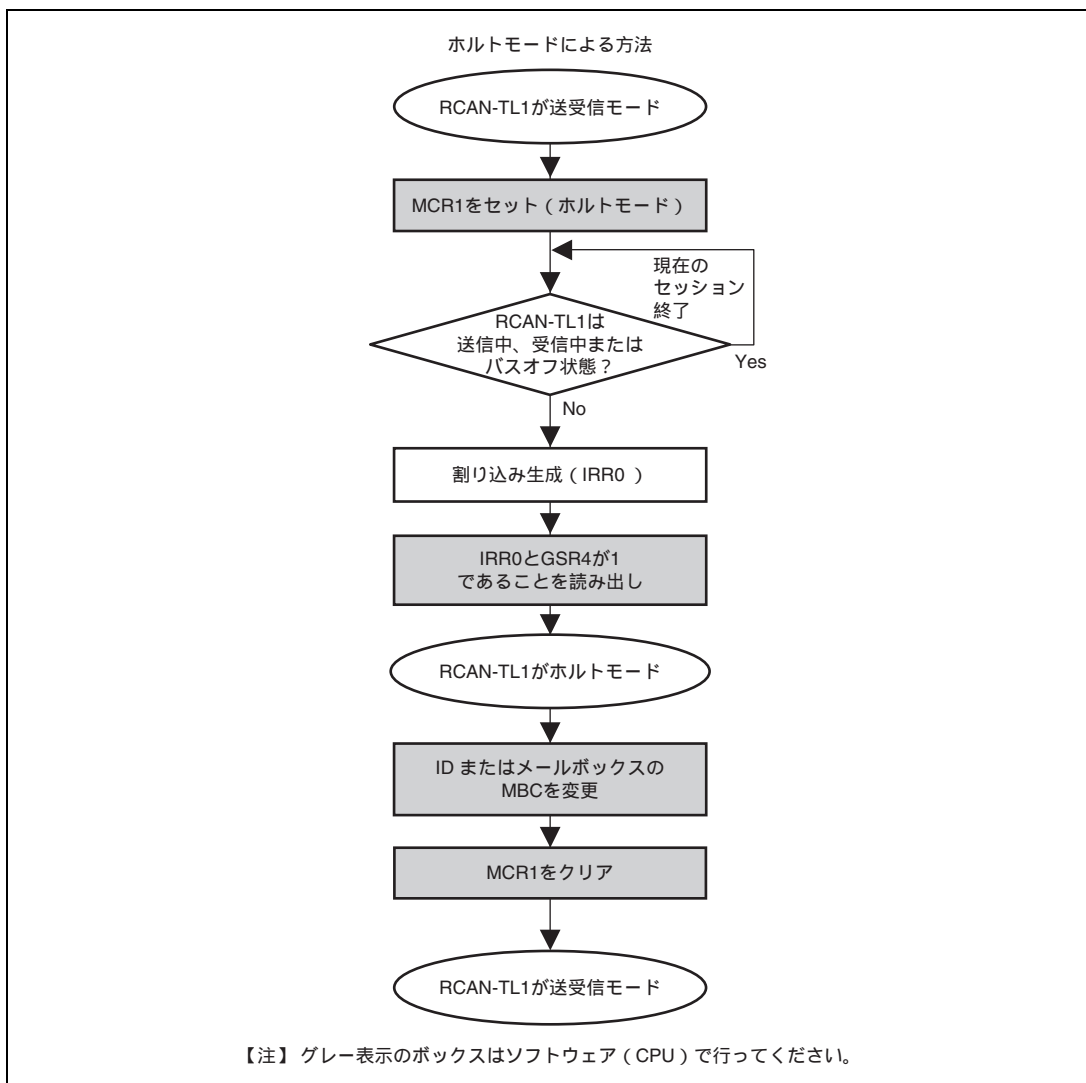 ホルトモードによる方法
RCAN-TL1が送受信モード
MCR1をセット（ホルトモード）
現在の
セッション
終了
RCAN-TL1は
送信中、受信中または
バスオフ状態？
Yes
No
割り込み生成（IRR0 ）
IRR0とGSR4が1
であることを読み出し
RCAN-TL1がホルトモード
ID またはメールボックスの
MBCを変更
MCR1をクリア
RCAN-TL1が送受信モード
【注】 グレー表示のボックスはソフトウェア（CPU）で行ってください。